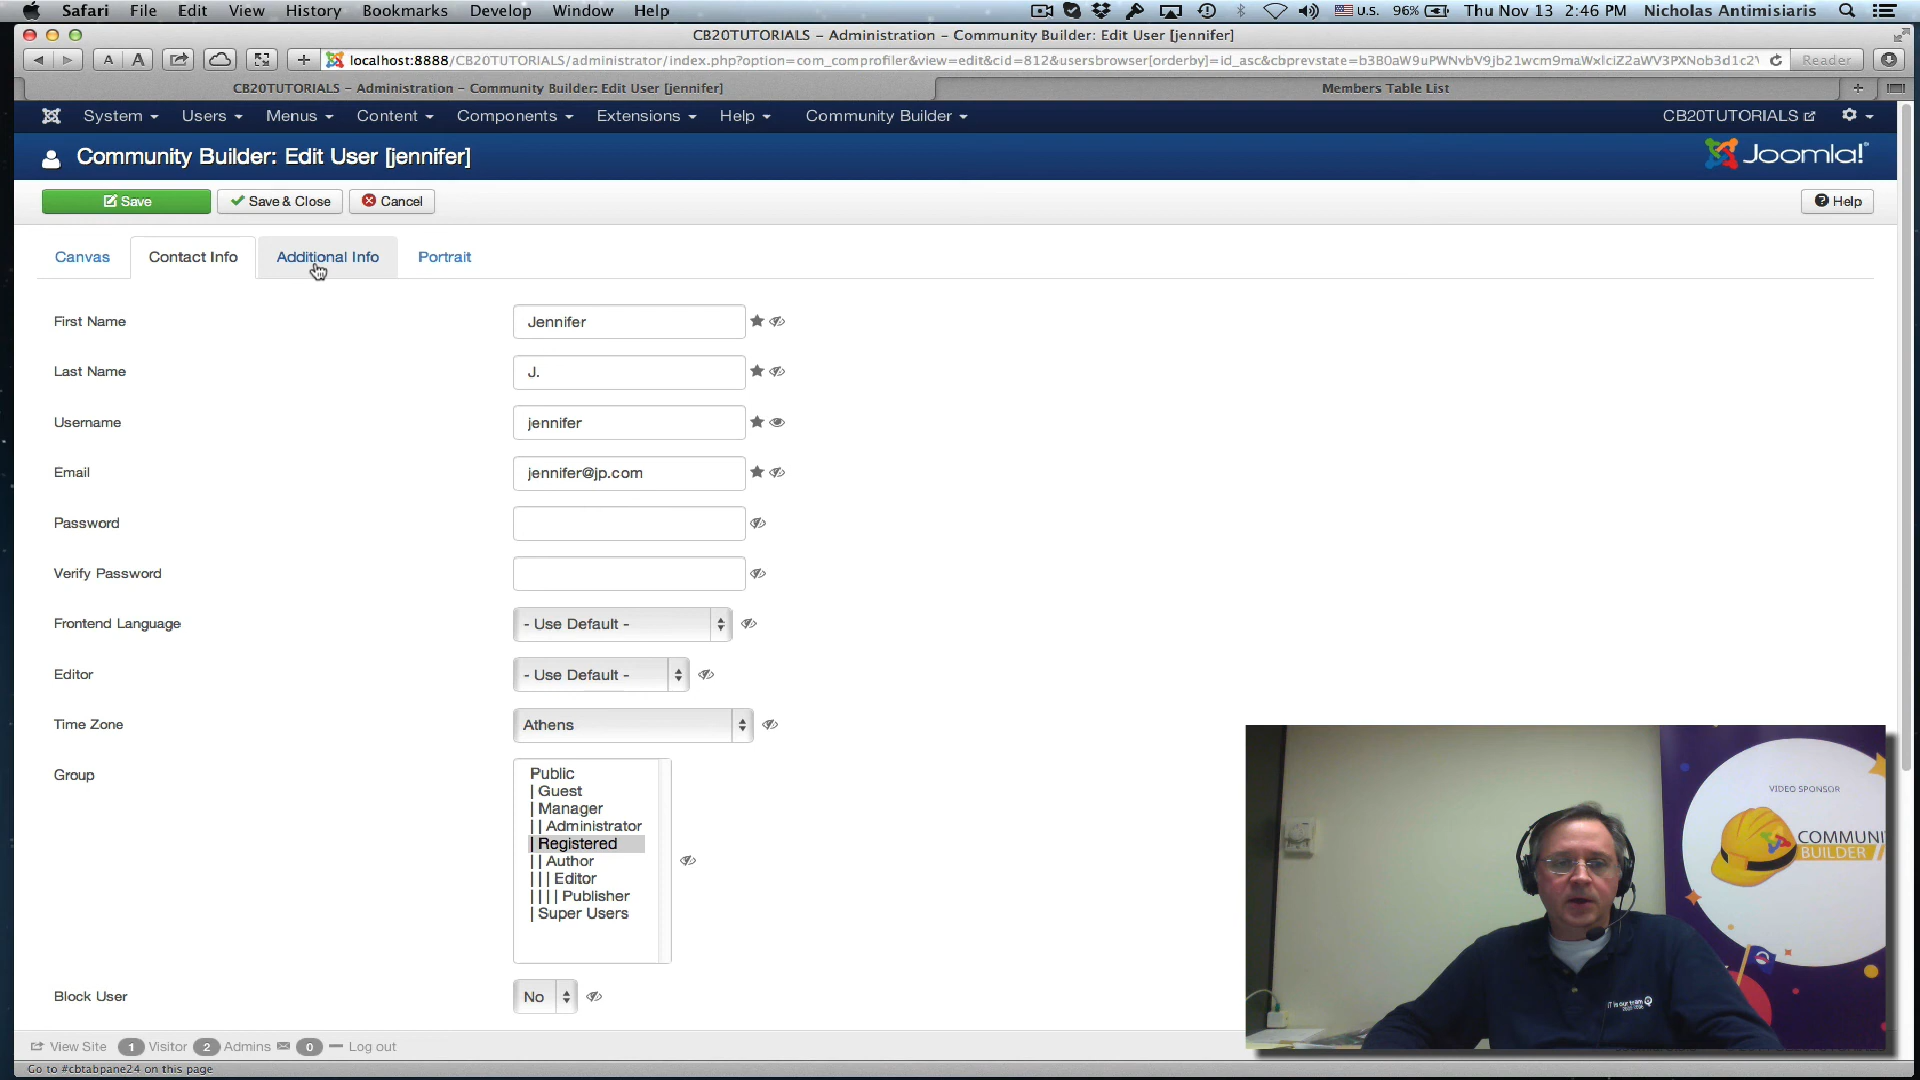 Safari File Edit View History Bookmarks Develop Window Help U.S. 96% Thu Nov 13 2:46 PM Nicholas Antimisiaris
CB20TUTORIALS – Administration – Community Builder: Edit User [jennifer]
A A + localhost:8888/CB20TUTORIALS/administrator/index.php?option=com_comprofiler&view=edit&cid=812&usersbrowser[orderby]=id_asc&cbprevstate= Reader
CB20TUTORIALS – Administration – Community Builder: Edit User [jennifer] Members Table List +
System Users Menus Content Components Extensions Help Community Builder CB20TUTORIALS
Community Builder: Edit User [jennifer] Joomla!
Save Save & Close Cancel Help
Canvas Contact Info Additional Info Portrait
First Name Jennifer
Last Name J.
Username jennifer
Email jennifer@jp.com
Password
Verify Password
Frontend Language - Use Default -
Editor - Use Default -
Time Zone Athens
Group Public
| Guest
| Manager
| | Administrator
| Registered
| | Author
| | | Editor
| | | | Publisher
| Super Users
VIDEO SPONSOR
COMMUNI
BUILDER
IT is our team
Block User No
View Site 1 Visitor 2 Admins 0 Log out
Go to #cbtabpane24 on this page